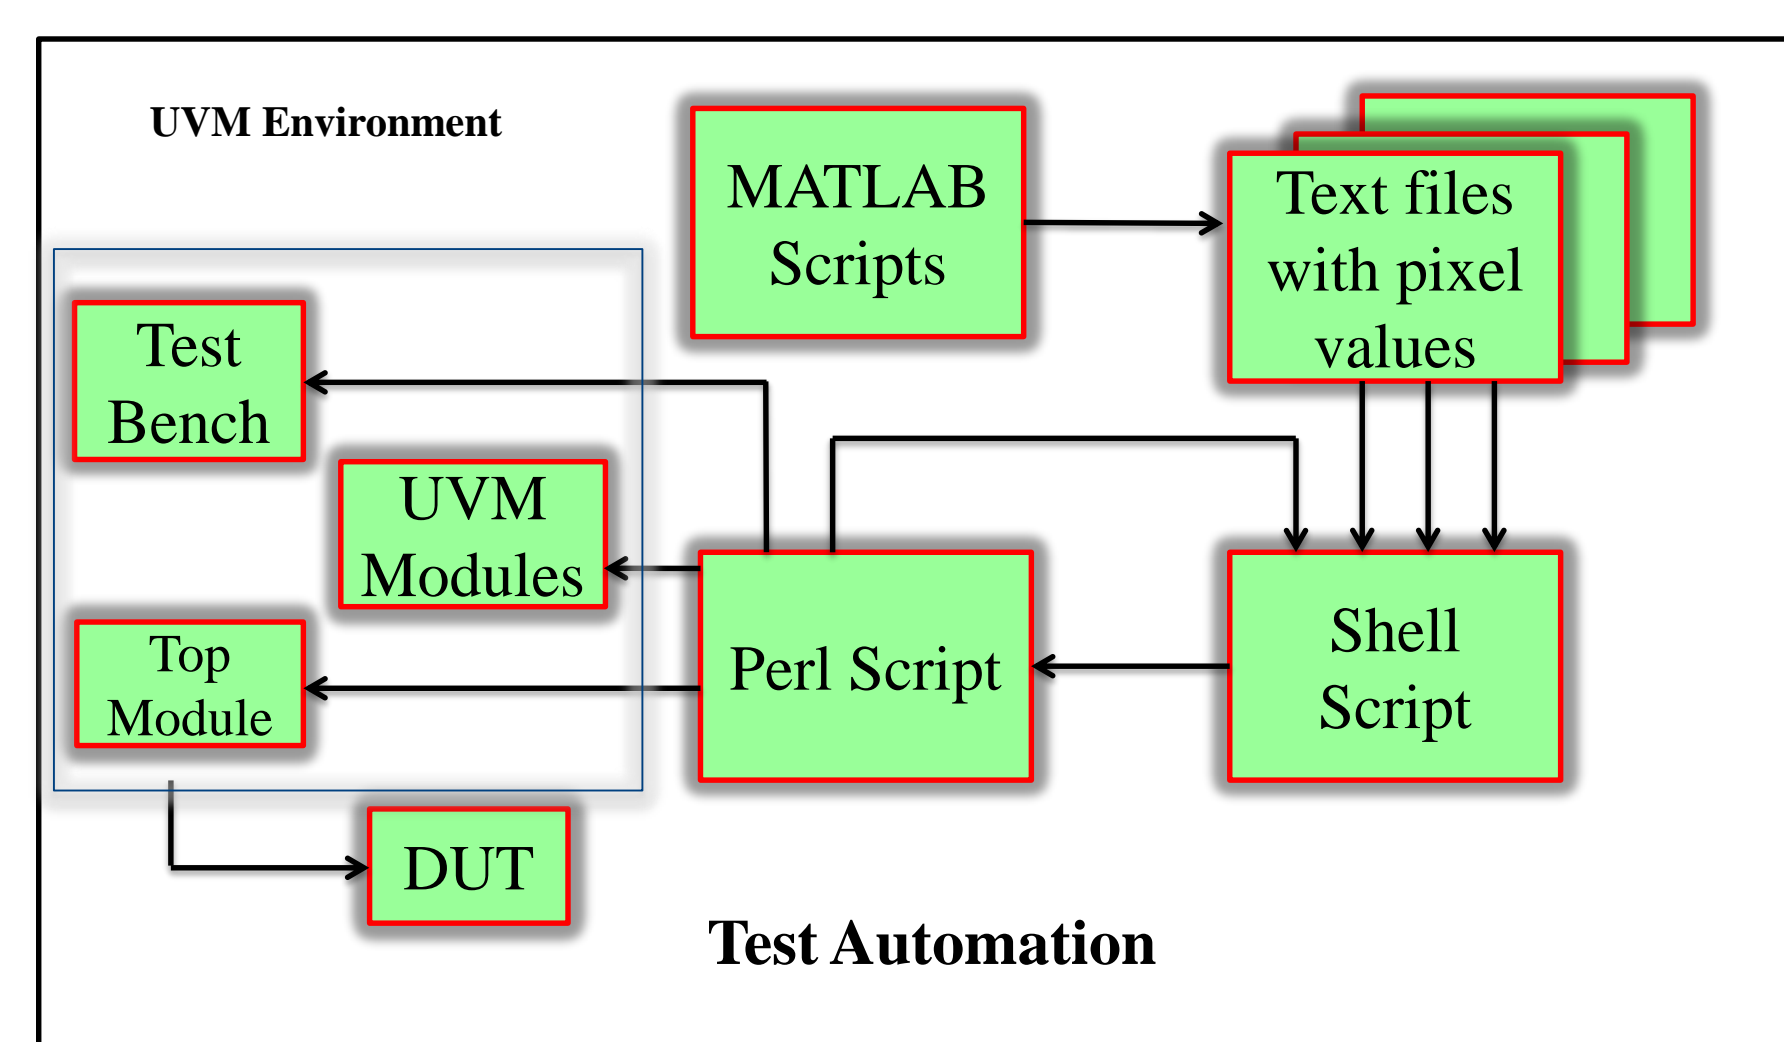 UVM Environment
MATLAB
Scripts
Text files
with pixel
values
Test
Bench
UVM
Modules
Top
Module
Perl Script
Shell
Script
DUT
Test Automation